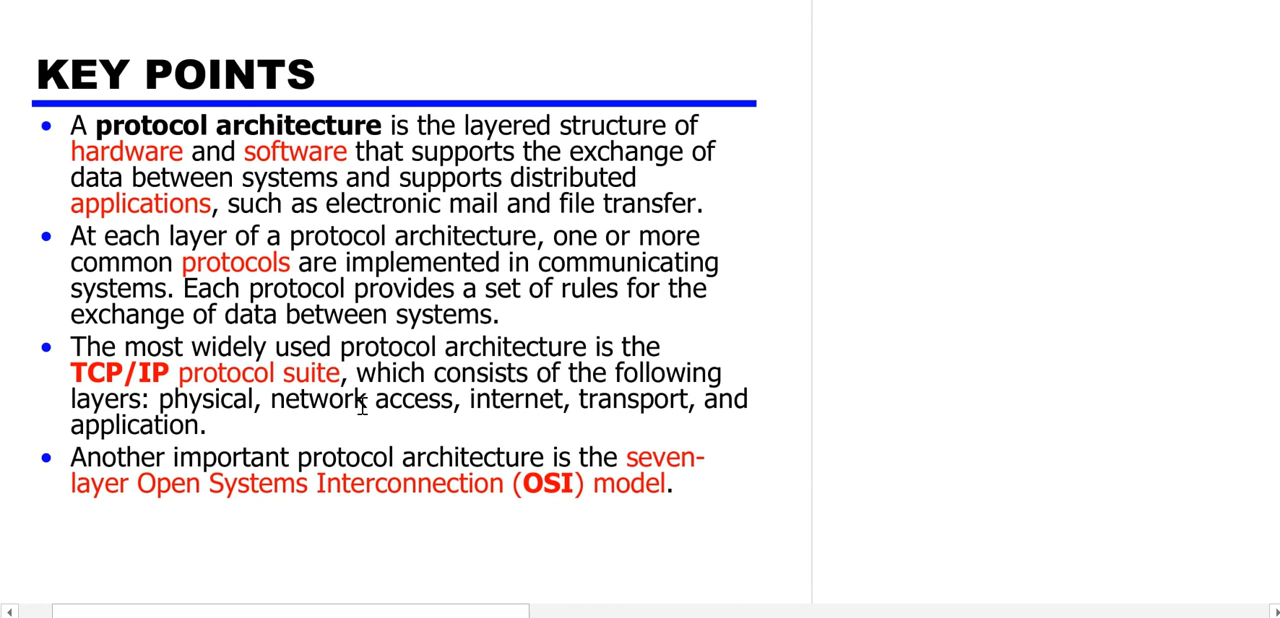 KEY POINTS
• A protocol architecture is the layered structure of
hardware and software that supports the exchange of
data between systems and supports distributed
applications, such as electronic mail and file transfer.
• At each layer of a protocol architecture, one or more
common protocols are implemented in communicating
systems. Each protocol provides a set of rules for the
exchange of data between systems.
• The most widely used protocol architecture is the
TCP/IP protocol suite, which consists of the following
layers: physical, network access, internet, transport, and
application.
• Another important protocol architecture is the seven-
layer Open Systems Interconnection (OSI) model.